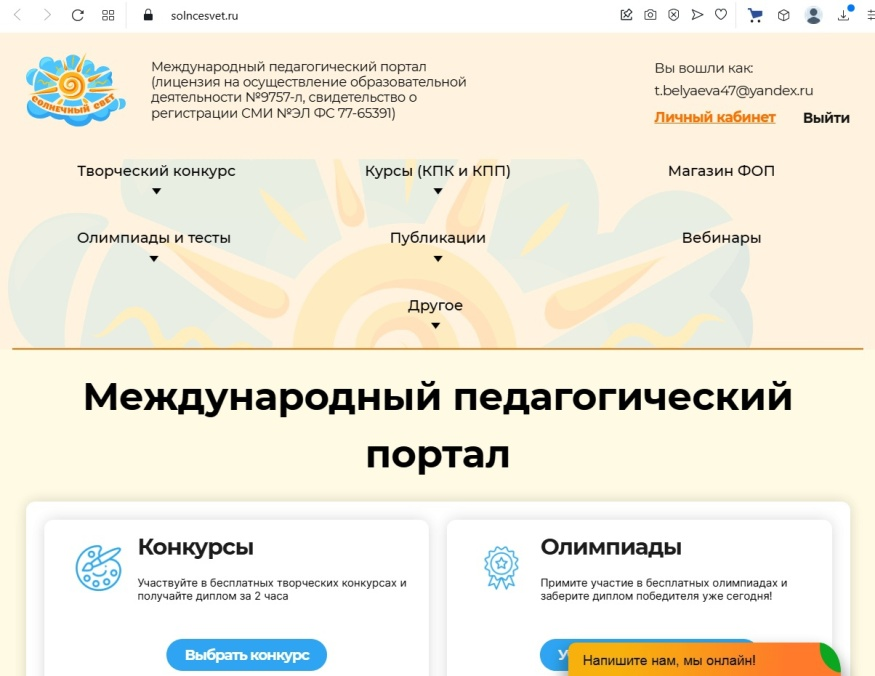 solncesvet.ru
СОЛНЕЧНЫЙ СВЕТ
Международный педагогический портал
(лицензия на осуществление образовательной
деятельности №9757-л, свидетельство о
регистрации СМИ №ЭЛ ФС 77-65391)
Вы вошли как:
t.belyaeva47@yandex.ru
Личный кабинет Выйти
Творческий конкурс Курсы (КПК и КПП) Магазин ФОП
Олимпиады и тесты Публикации Вебинары
Другое
Международный педагогический
портал
Конкурсы
Участвуйте в бесплатных творческих конкурсах и
получайте диплом за 2 часа
Выбрать конкурс
Олимпиады
Примите участие в бесплатных олимпиадах и
заберите диплом победителя уже сегодня!
Напишите нам, мы онлайн!